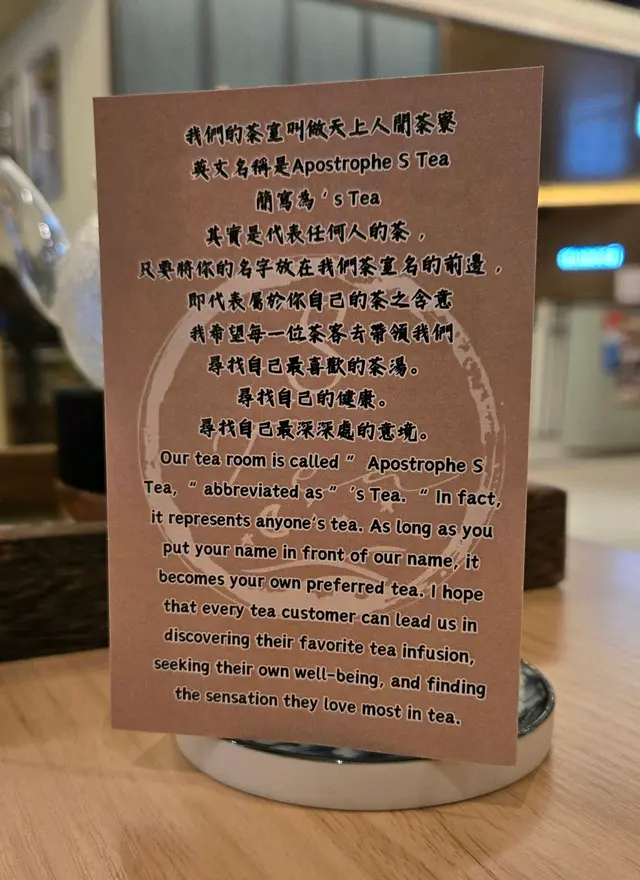 我們的茶室叫做天上人間茶寮
英文名稱是Apostrophe S Tea
簡寫為 's Tea
其實是代表任何人的茶，
只要將你的名字放在我們茶室名的前邊，
即代表屬於你自己的茶之含意
我希望每一位茶客去帶領我們
尋找自己最喜歡的茶湯。
尋找自己的健康。
尋找自己最深深處的意境。
Our tea room is called ” Apostrophe S
Tea, “ abbreviated as ” 's Tea. “ In fact,
it represents anyone's tea. As long as you
put your name in front of our name, it
becomes your own preferred tea. I hope
that every tea customer can lead us in
discovering their favorite tea infusion,
seeking their own well-being, and finding
the sensation they love most in tea.